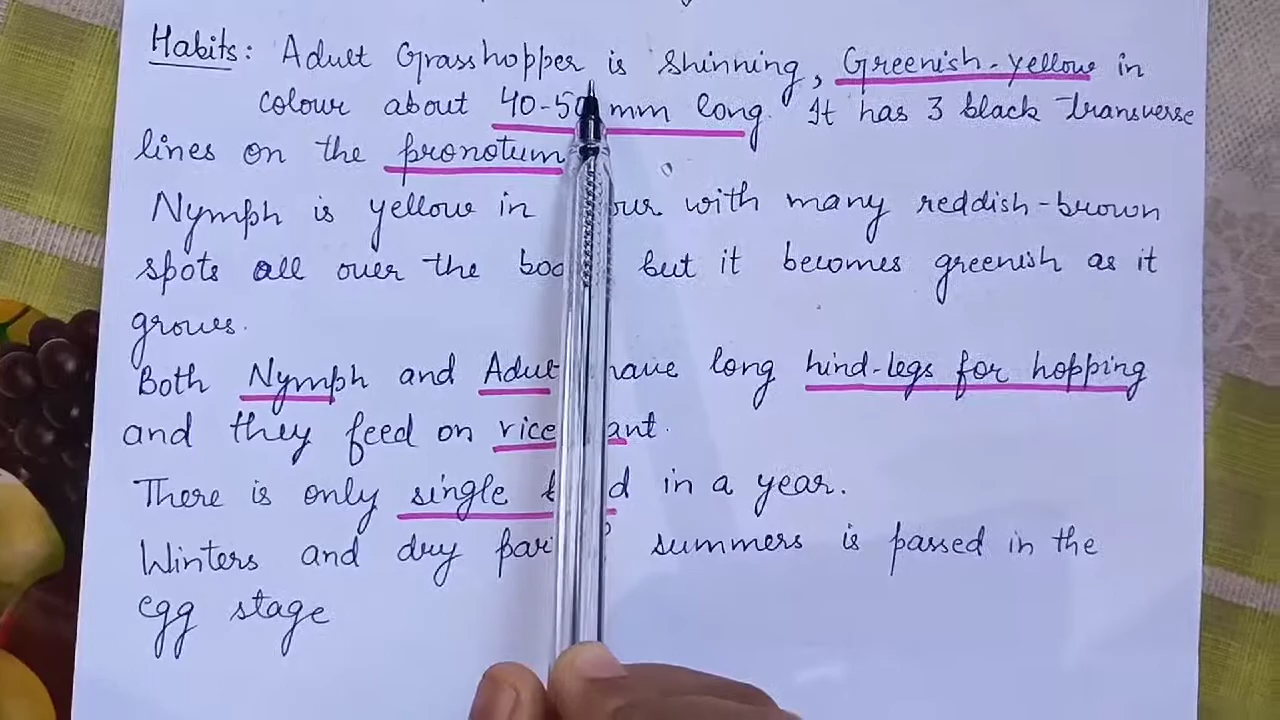 Habits: Adult Grasshopper is shinning, Greenish-yellow in
colour about 40-50 mm long. It has 3 black transverse
lines on the pronotum
Nymph is yellow in with many reddish-brown
spots all over the but it becomes greenish as it
grows.
Both Nymph and Adult have long hind-legs for hopping
and they feed on rice
There is only single in a year.
Winters and dry summers is passed in the
egg stage